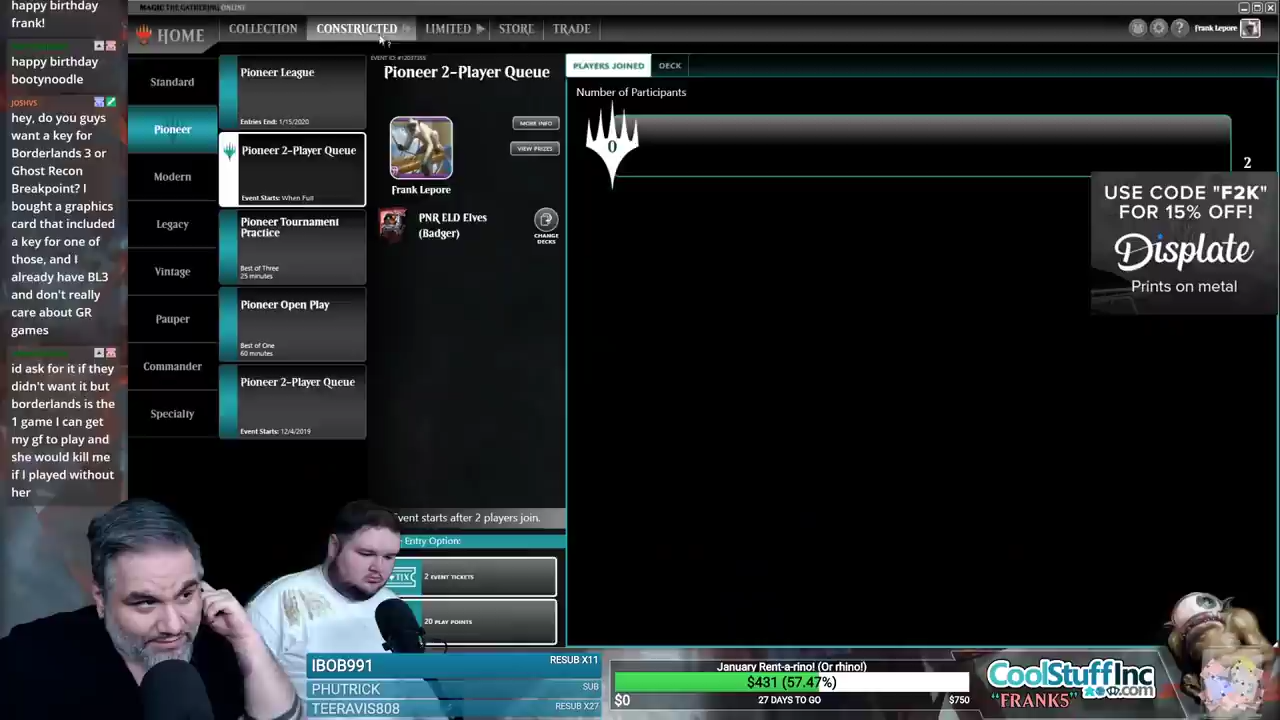 happy birthday
frank!
happy birthday
bootynoodle
JOSHVS
hey, do you guys
want a key for
Borderlands 3 or
Ghost Recon
Breakpoint? I
bought a graphics
card that included
a key for one of
those, and I
already have BL3
and don't really
care about GR
games
id ask for it if they
didn't want it but
borderlands is the
1 game I can get
my gf to play and
she would kill me
if I played without
her
MAGIC THE GATHERING ONLINE
HOME
COLLECTION
CONSTRUCTED
LIMITED
STORE
TRADE
Frank Lepore
Standard
Pioneer
Modern
Legacy
Vintage
Pauper
Commander
Specialty
Pioneer League
Entries End: 1/15/2020
Pioneer 2-Player Queue
Event Starts: When Full
Pioneer Tournament
Practice
Best of Three
25 minutes
Pioneer Open Play
Best of One
60 minutes
Pioneer 2-Player Queue
Event Starts: 12/4/2019
Pioneer 2-Player Queue
MORE INFO
VIEW PRIZES
Frank Lepore
PNR ELD Elves
(Badger)
CHANGE
DECKS
Event starts after 2 players join.
Entry Option:
TIX
2 EVENT TICKETS
20 PLAY POINTS
PLAYERS JOINED
DECK
Number of Participants
0
2
USE CODE "F2K"
FOR 15% OFF!
Displate
Prints on metal
IBOB991
RESUB X11
PHUTRICK
SUB
TEERAVIS808
RESUB X27
January Rent-a-rino! (Or rhino!)
$431 (57.47%)
$0
27 DAYS TO GO
$750
CoolStuffInc
.com
"FRANK5"